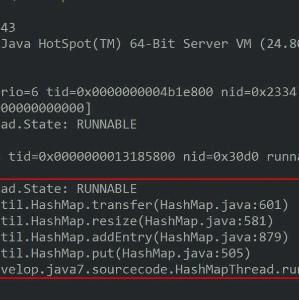 43
Java HotSpot(TM) 64-Bit Server VM (24.80
rio=6 tid=0x0000000004b1e800 nid=0x2334
00000000000]
ad.State: RUNNABLE
tid=0x0000000013185800 nid=0x30d0 runna
ad.State: RUNNABLE
til.HashMap.transfer(HashMap.java:601)
til.HashMap.resize(HashMap.java:581)
til.HashMap.addEntry(HashMap.java:879)
til.HashMap.put(HashMap.java:505)
velop.java7.sourcecode.HashMapThread.run